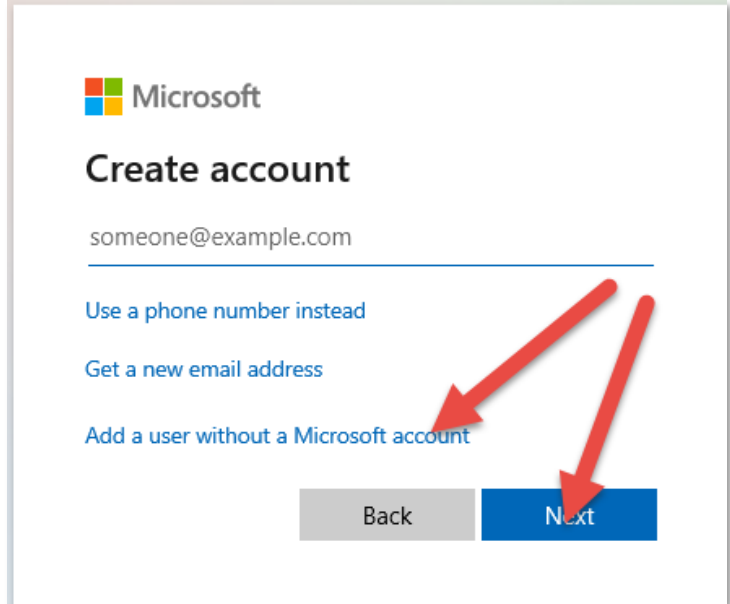 Microsoft
Create account
someone@example.com
Use a phone number instead
Get a new email address
Add a user without a Microsoft account
Back Next